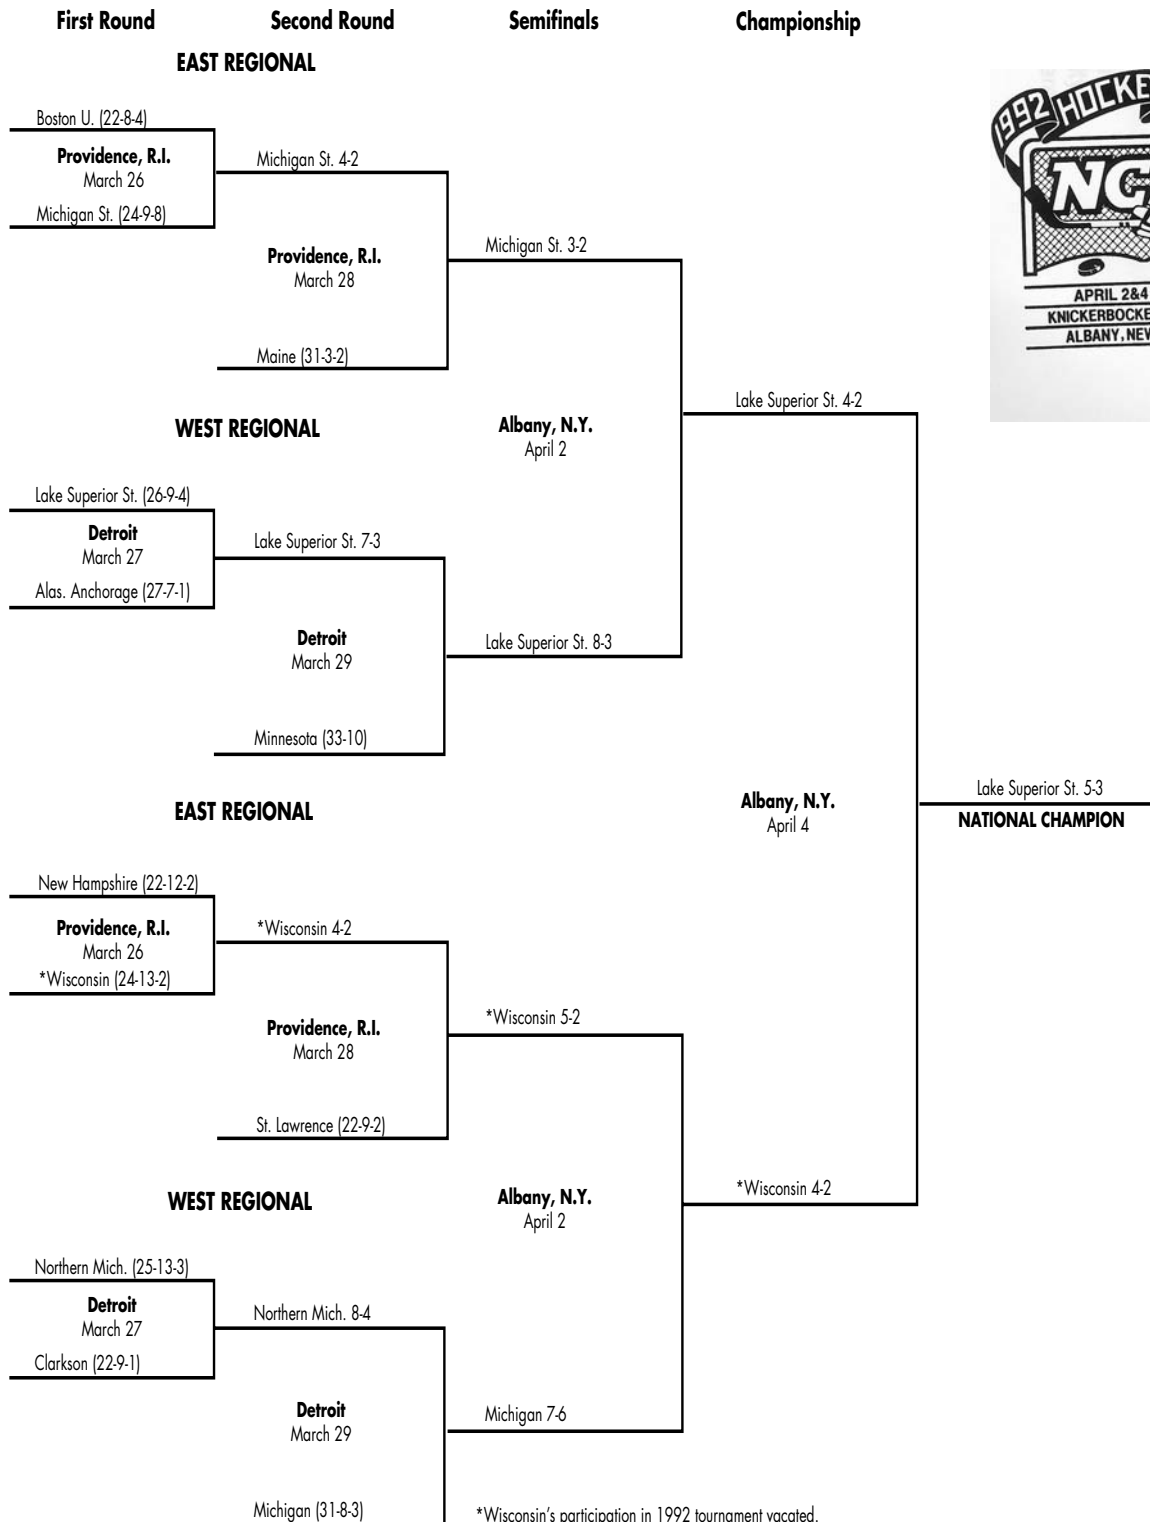 First Round Second Round Semifinals Championship
EAST REGIONAL
Boston U. (22-8-4)
Providence, R.I.
March 26
Michigan St. (24-9-8)
Michigan St. 4-2
Providence, R.I.
March 28
Maine (31-3-2)
Michigan St. 3-2
WEST REGIONAL
Lake Superior St. (26-9-4)
Detroit
March 27
Alas. Anchorage (27-7-1)
Lake Superior St. 7-3
Detroit
March 29
Minnesota (33-10)
Lake Superior St. 8-3
Albany, N.Y.
April 2
Lake Superior St. 4-2
EAST REGIONAL
New Hampshire (22-12-2)
Providence, R.I.
March 26
*Wisconsin (24-13-2)
*Wisconsin 4-2
Providence, R.I.
March 28
St. Lawrence (22-9-2)
*Wisconsin 5-2
WEST REGIONAL
Northern Mich. (25-13-3)
Detroit
March 27
Clarkson (22-9-1)
Northern Mich. 8-4
Detroit
March 29
Michigan (31-8-3)
Michigan 7-6
Albany, N.Y.
April 2
*Wisconsin 4-2
Albany, N.Y.
April 4
Lake Superior St. 5-3
NATIONAL CHAMPION
*Wisconsin's participation in 1992 tournament vacated.
1992
APRIL 2&4
ALBANY,